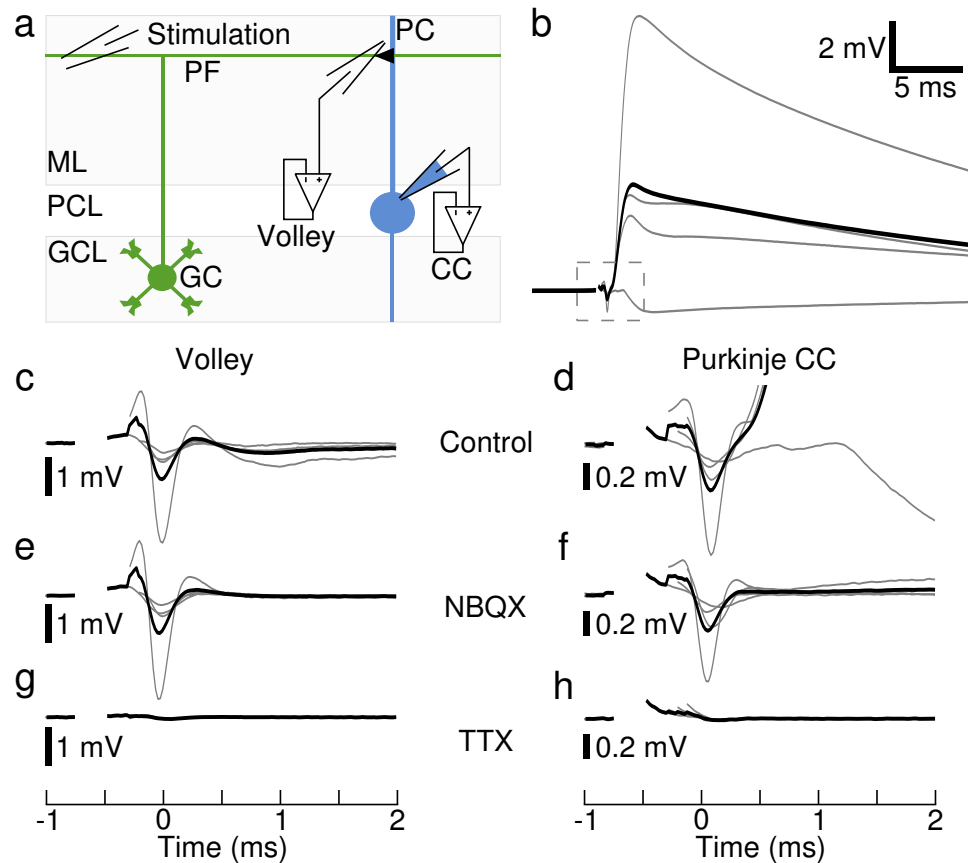 a
Stimulation
PC
PF
ML
PCL
GCL
GC
Volley
CC
- +
- +
b
2 mV
5 ms
Volley
Purkinje CC
c
1 mV
Control
d
0.2 mV
e
1 mV
NBQX
f
0.2 mV
g
1 mV
TTX
h
0.2 mV
-1 0 1 2
Time (ms)
-1 0 1 2
Time (ms)